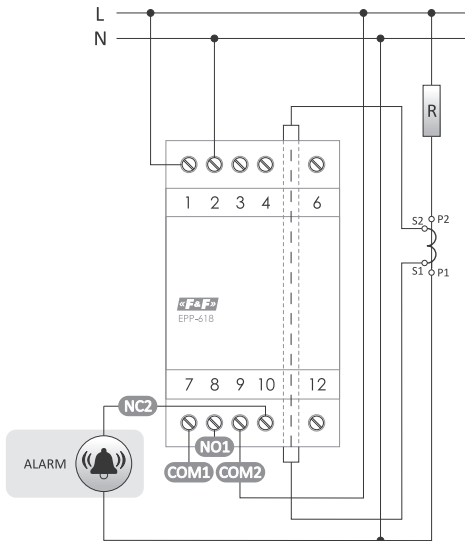 L
N
R
1 2 3 4 6
S2 P2
S1 P1
«F&F»
EPP-618
7 8 9 10 12
NC2
NO1
ALARM
COM1 COM2